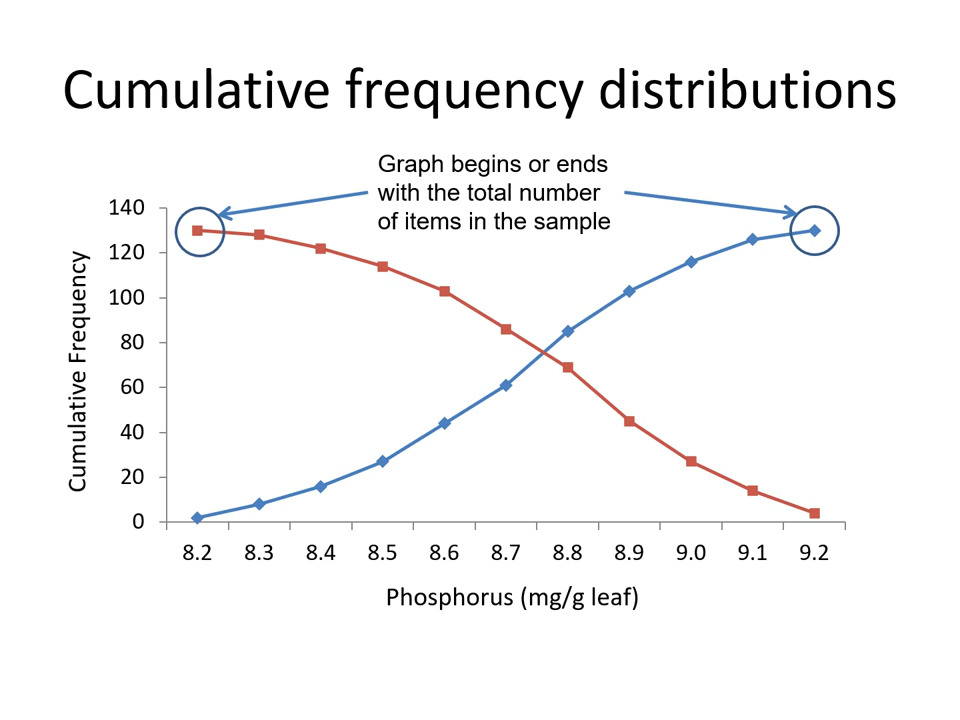 Cumulative frequency distributions
Graph begins or ends
with the total number
of items in the sample
140
120
100
80
60
40
20
0
Cumulative Frequency
8.2 8.3 8.4 8.5 8.6 8.7 8.8 8.9 9.0 9.1 9.2
Phosphorus (mg/g leaf)